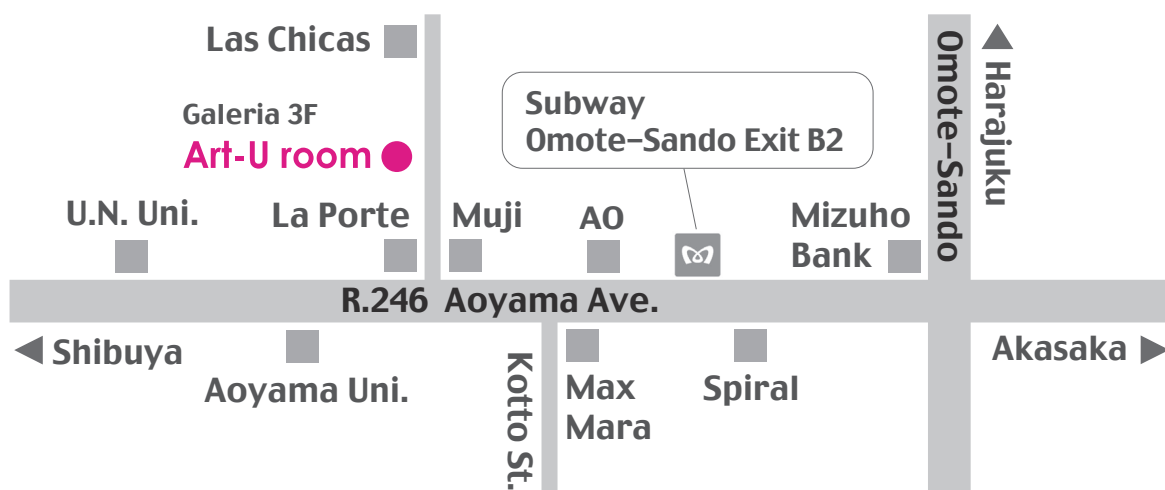 Las Chicas
Galeria 3F
Art-U room
Subway
Omote–Sando Exit B2
Omote–Sando
Harajuku
U.N. Uni.
La Porte
Muji
AO
Mizuho
Bank
R.246 Aoyama Ave.
Shibuya
Aoyama Uni.
Kotto St.
Max
Mara
Spiral
Akasaka